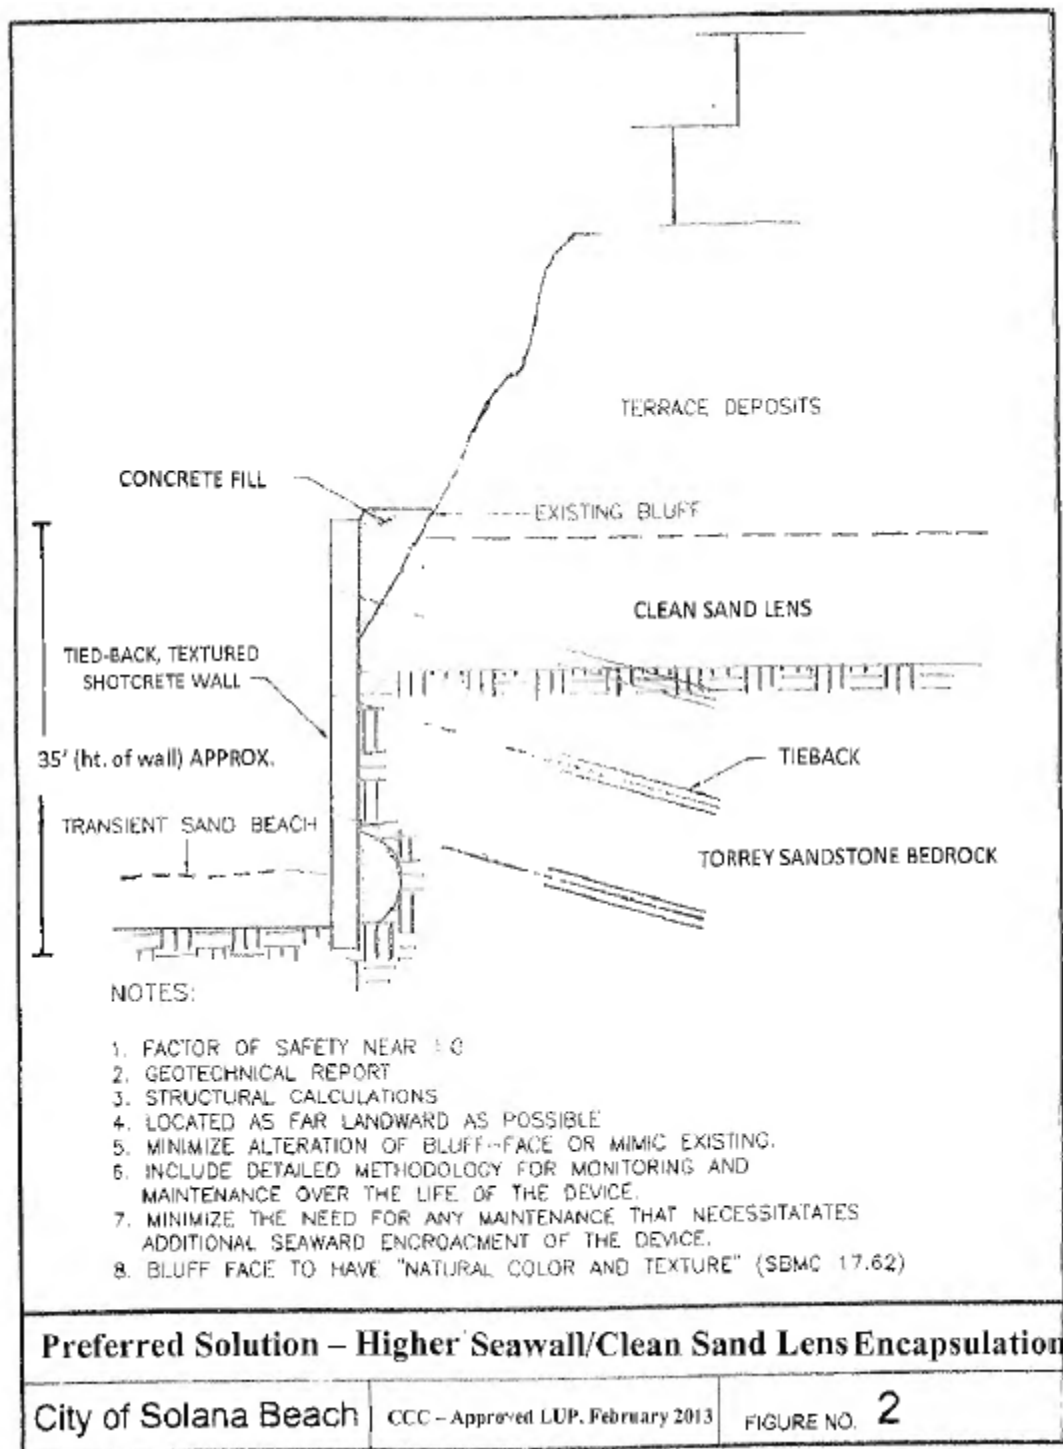 TERRACE DEPOSITS
CONCRETE FILL
EXISTING BLUFF
CLEAN SAND LENS
TIED-BACK, TEXTURED
SHOTCRETE WALL
35' (ht. of wall) APPROX.
TIEBACK
TRANSIENT SAND BEACH
TORREY SANDSTONE BEDROCK
NOTES:
1. FACTOR OF SAFETY NEAR
2. GEOTECHNICAL REPORT
3. STRUCTURAL CALCULATIONS
4. LOCATED AS FAR LANDWARD AS POSSIBLE
5. MINIMIZE ALTERATION OF BLUFF-FACE OR MIMIC EXISTING.
6. INCLUDE DETAILED METHODOLOGY FOR MONITORING AND
MAINTENANCE OVER THE LIFE OF THE DEVICE.
7. MINIMIZE THE NEED FOR ANY MAINTENANCE THAT NECESSITATATES
ADDITIONAL SEAWARD ENCROACMENT OF THE DEVICE.
8. BLUFF FACE TO HAVE "NATURAL COLOR AND TEXTURE" (SBMC 17.62)
Preferred Solution – Higher Seawall/Clean Sand Lens Encapsulation
City of Solana Beach
CCC – Approved LUP. February 2013
FIGURE NO. 2